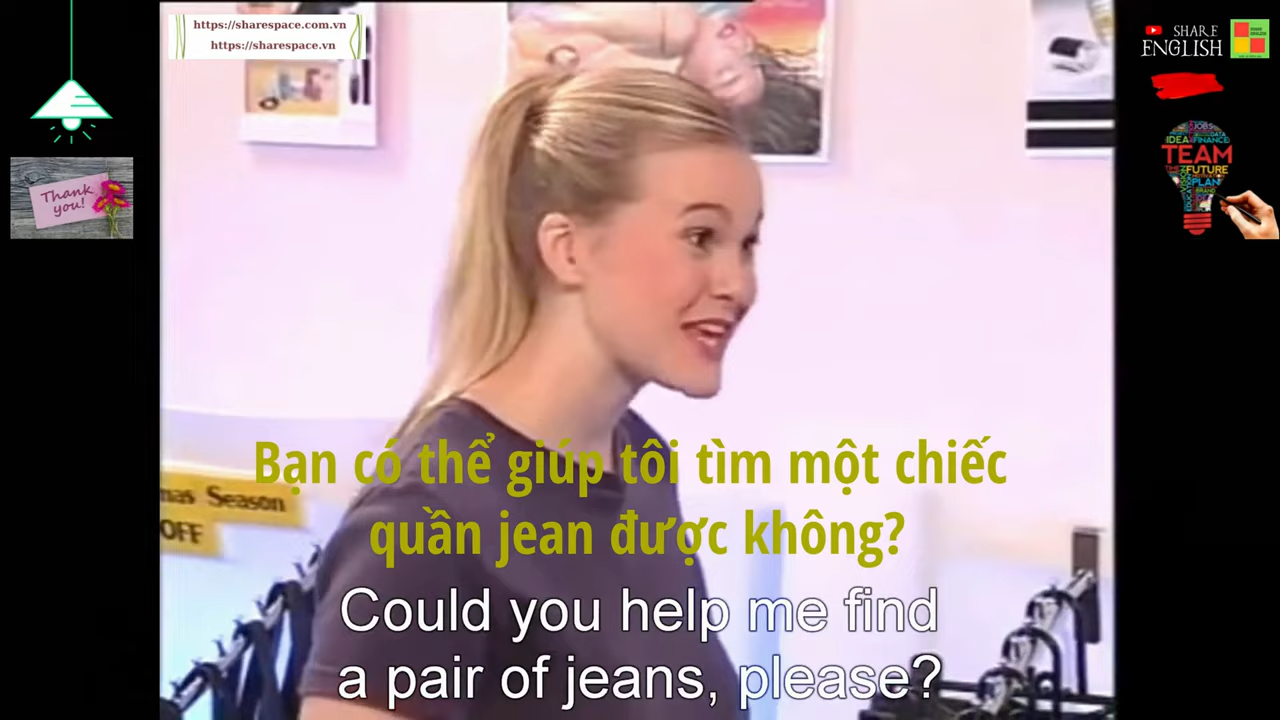 https://sharespace.com.vn
https://sharespace.vn
SHARE
ENGLISH
Thank
you!
JOBS
IDEA
FINANCE
TEAM
FUTURE
PLAN
Bạn có thể giúp tôi tìm một chiếc
quần jean được không?
mas Season
OFF
Could you help me find
a pair of jeans, please?